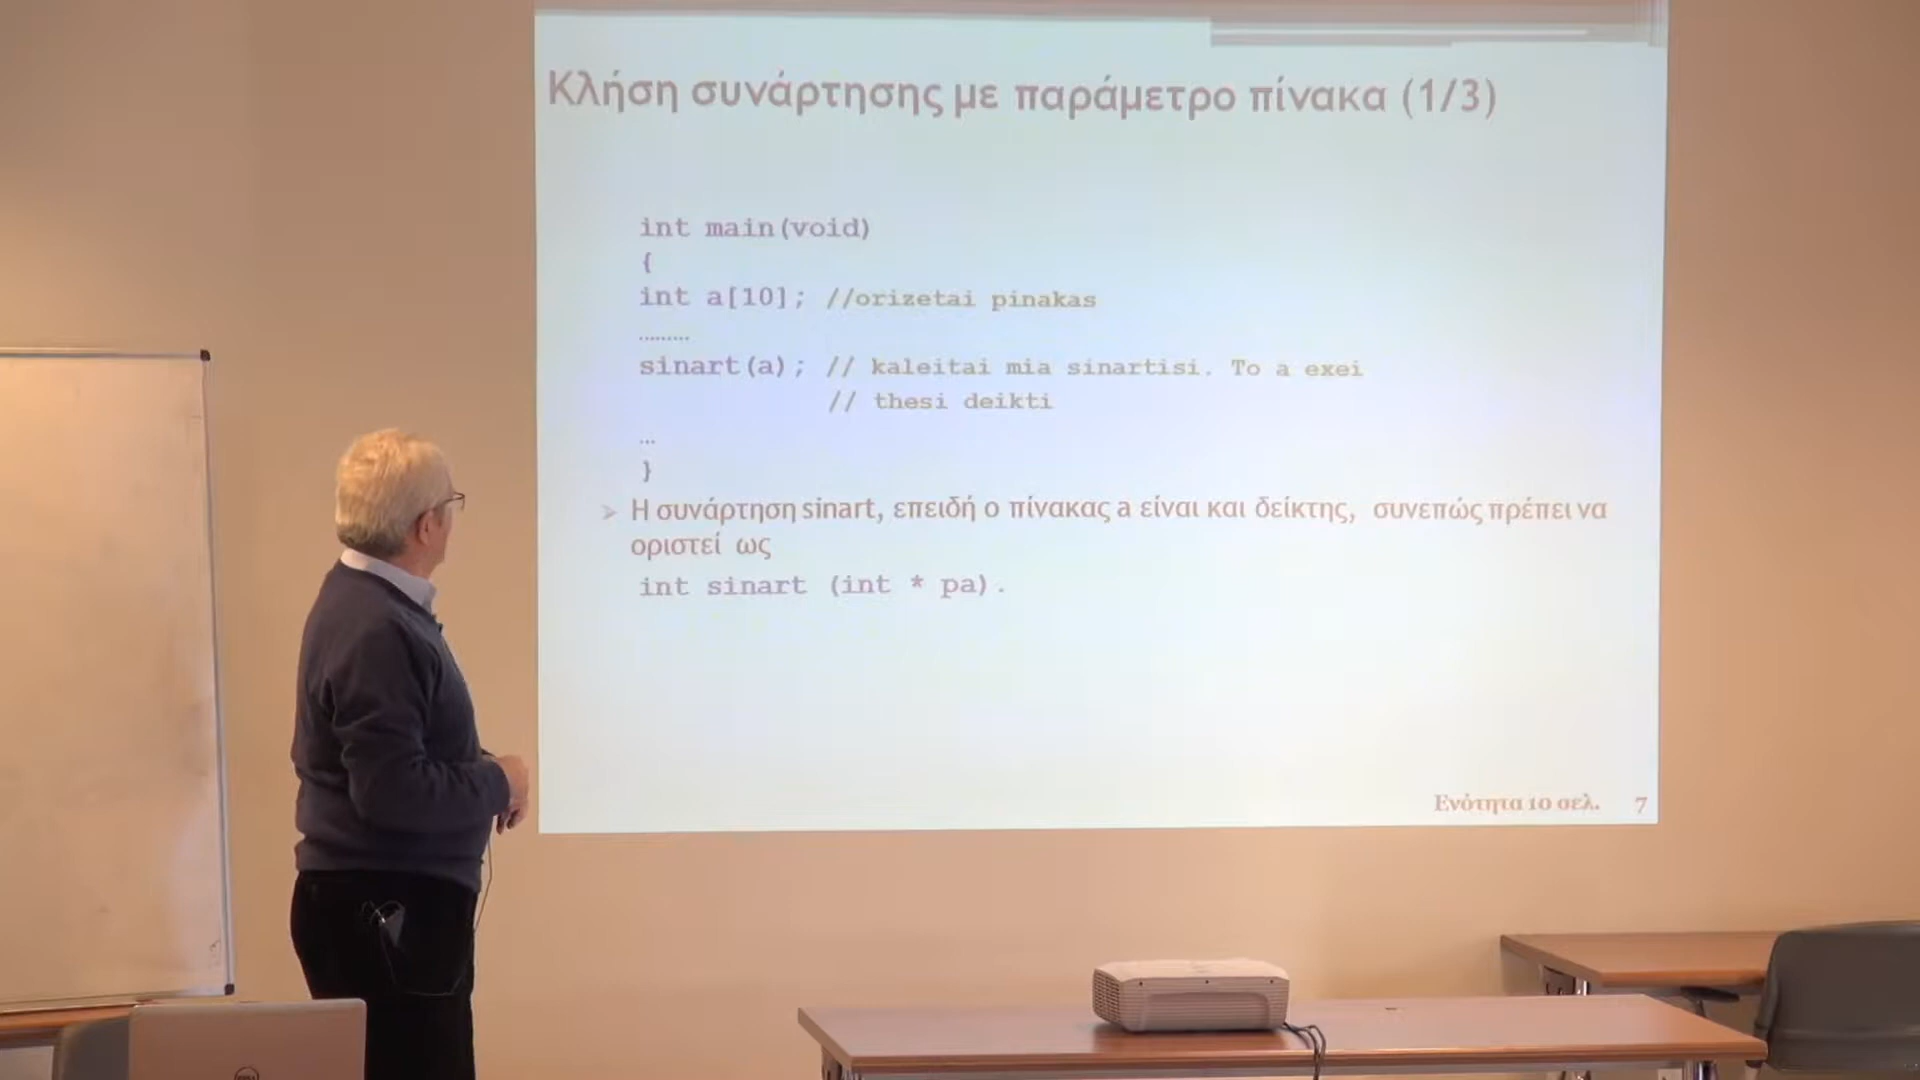 Κλήση συνάρτησης με παράμετρο πίνακα (1/3)
int main(void)
{
int a[10]; //orizetai pinakas
.........
sinart(a); // kaleitai mia sinartisi. To a exei
// thesi deikti
...
}
Η συνάρτηση sinart, επειδή ο πίνακας a είναι και δείκτης, συνεπώς πρέπει να
οριστεί ως
int sinart (int * pa).
Ενότητα 10 σελ. 7
DELL